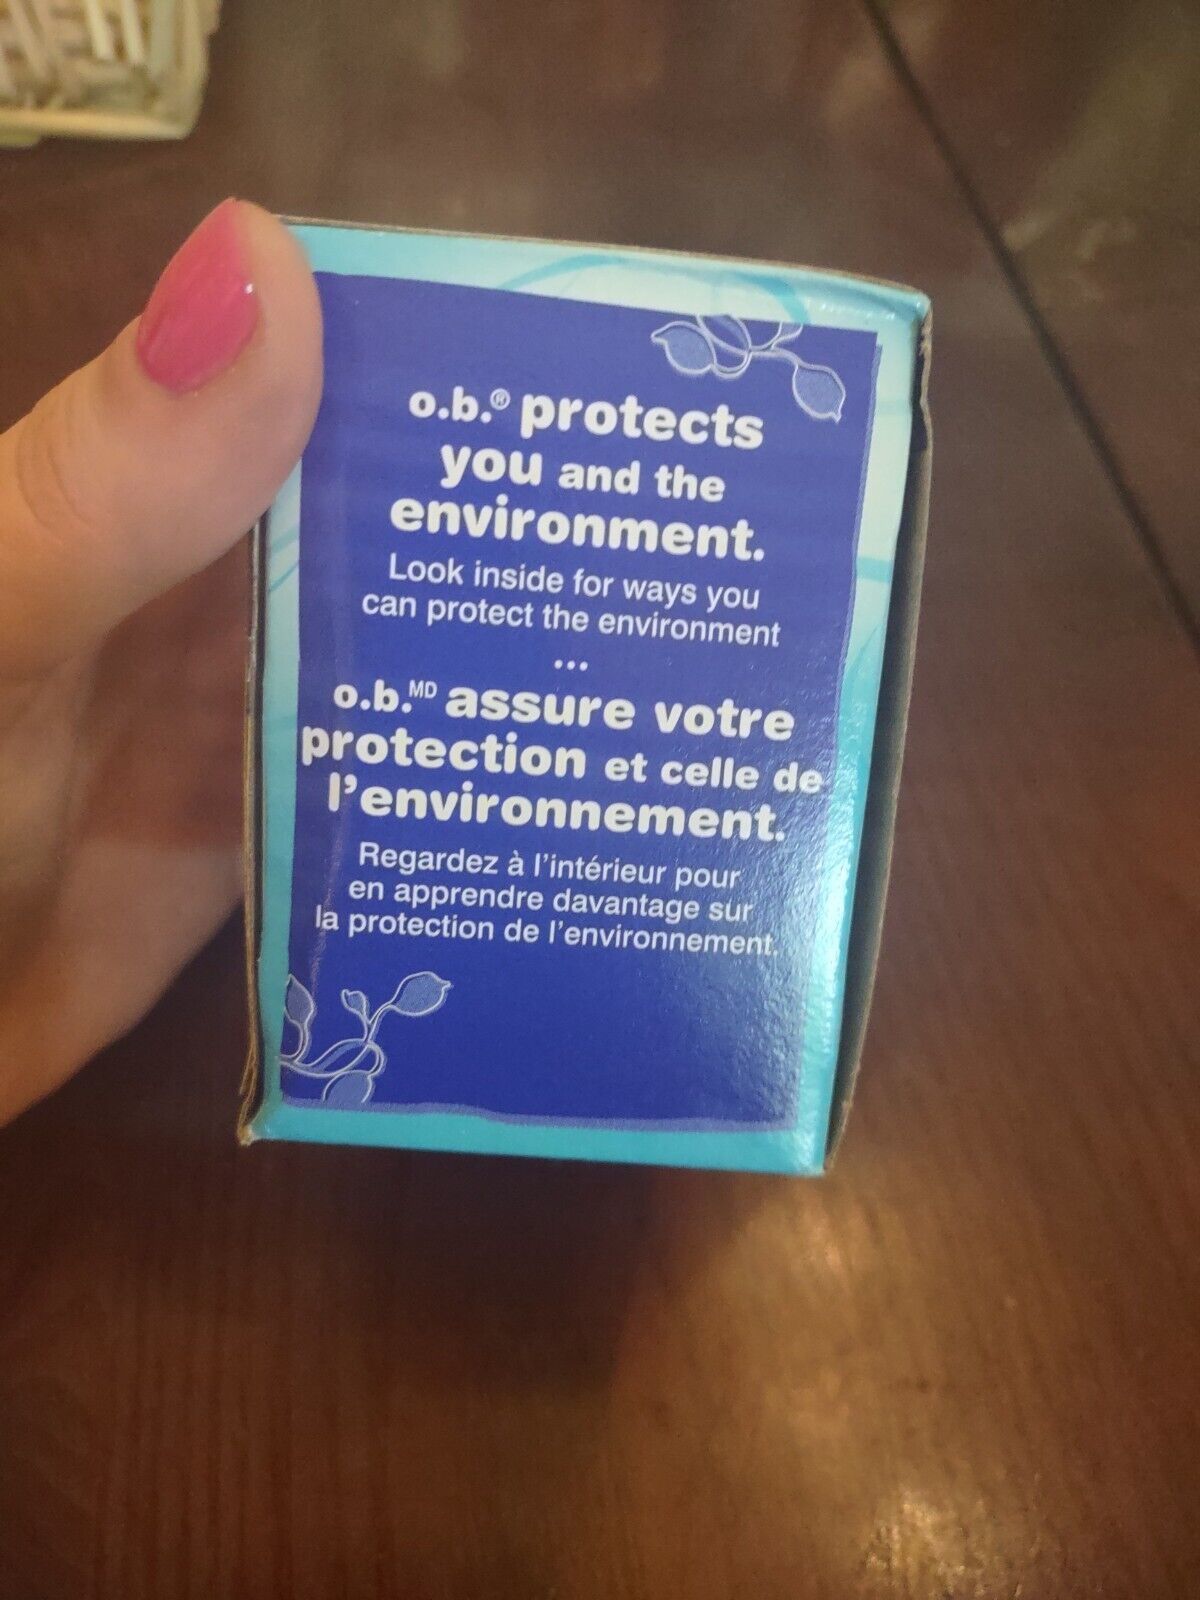 o.b.® protects
you and the
environment.
Look inside for ways you
can protect the environment
...
o.b.MD assure votre
protection et celle de
l'environnement.
Regardez à l'intérieur pour
en apprendre davantage sur
la protection de l'environnement.